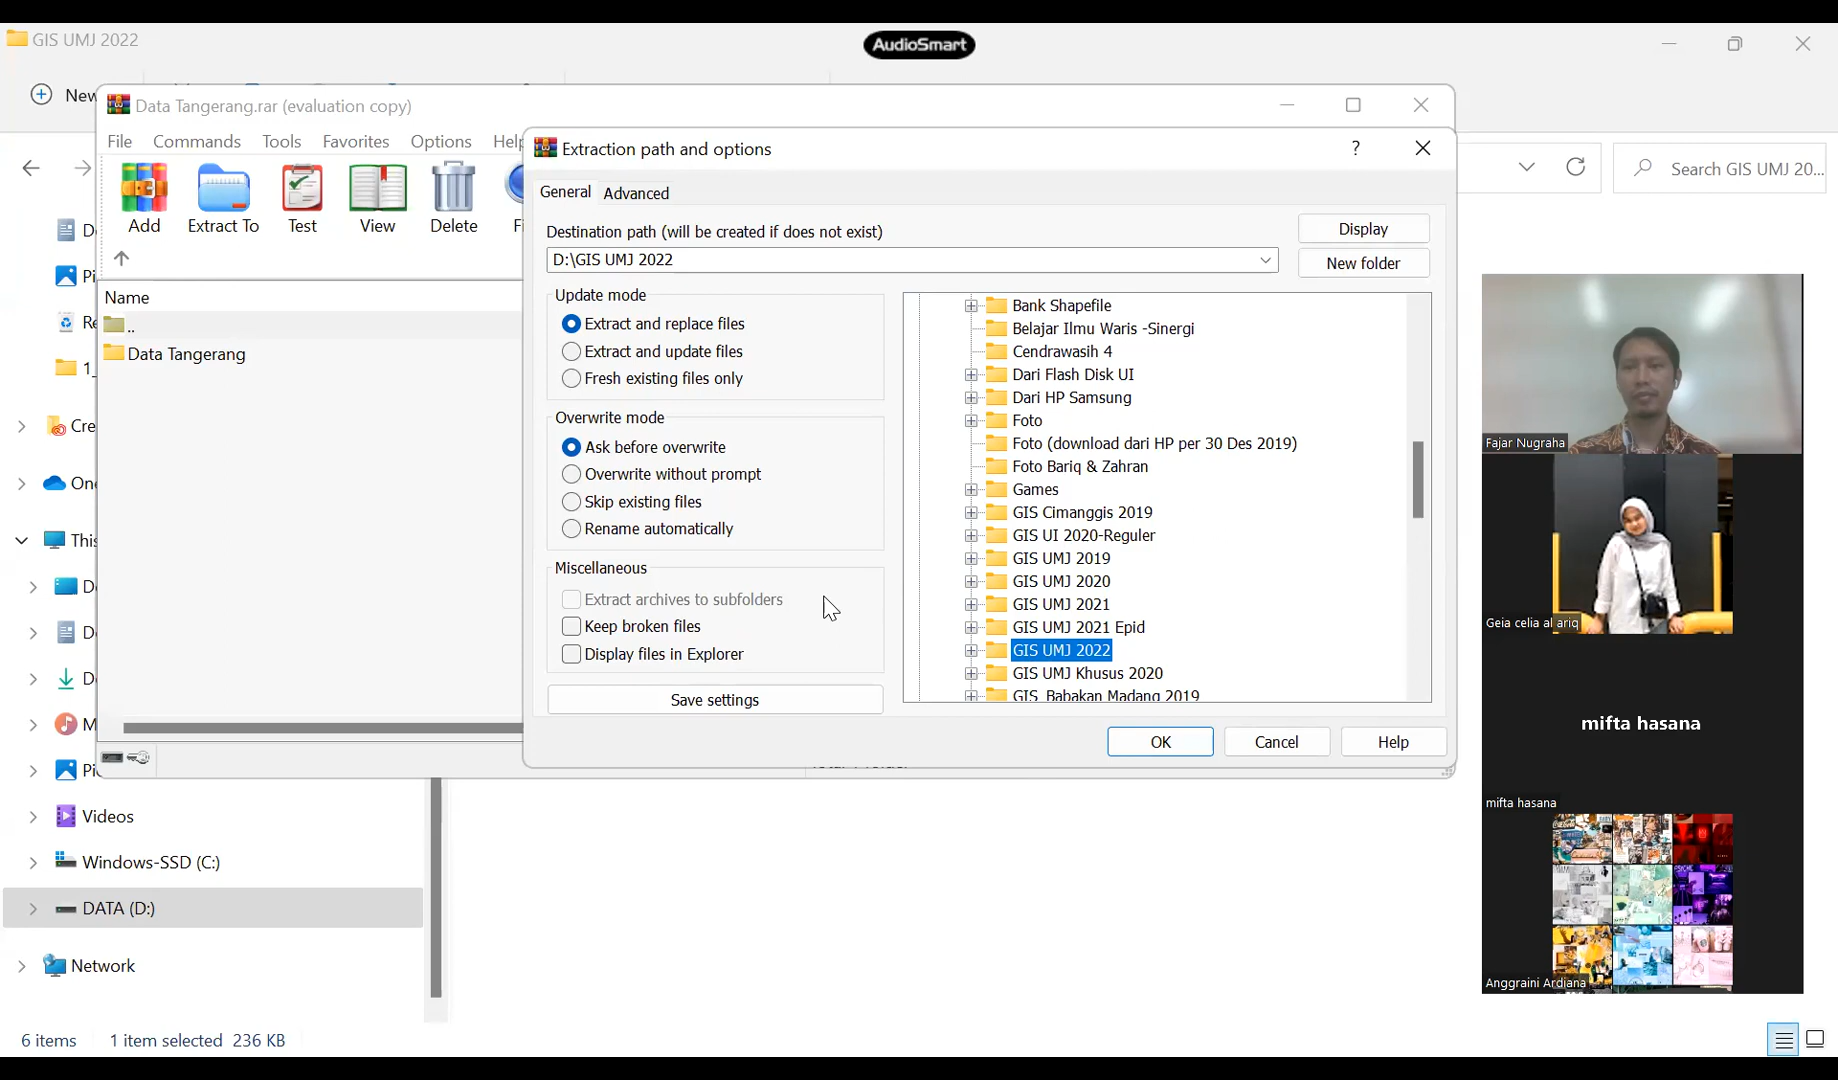 GIS UMJ 2022
AudioSmart
New
Data Tangerang.rar (evaluation copy)
File Commands Tools Favorites Options Help
Add Extract To Test View Delete
Name
..
Data Tangerang
Extraction path and options
?
General Advanced
Destination path (will be created if does not exist)
D:\GIS UMJ 2022
Display
New folder
Update mode
Extract and replace files
Extract and update files
Fresh existing files only
Overwrite mode
Ask before overwrite
Overwrite without prompt
Skip existing files
Rename automatically
Miscellaneous
Extract archives to subfolders
Keep broken files
Display files in Explorer
Save settings
Bank Shapefile
Belajar Ilmu Waris -Sinergi
Cendrawasih 4
Dari Flash Disk UI
Dari HP Samsung
Foto
Foto (download dari HP per 30 Des 2019)
Foto Bariq & Zahran
Games
GIS Cimanggis 2019
GIS UI 2020-Reguler
GIS UMJ 2019
GIS UMJ 2020
GIS UMJ 2021
GIS UMJ 2021 Epid
GIS UMJ 2022
GIS UMJ Khusus 2020
GIS Babakan Madang 2019
OK Cancel Help
Search GIS UMJ 20...
This
Videos
Windows-SSD (C:)
DATA (D:)
Network
6 items 1 item selected 236 KB
Fajar Nugraha
Geia celia al ariq
mifta hasana
mifta hasana
Anggraini Ardiana